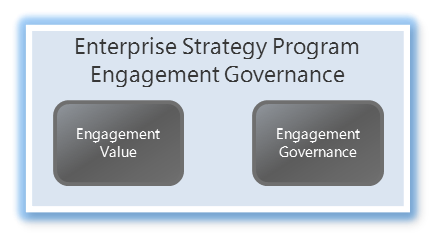 Enterprise Strategy Program
Engagement Governance
Engagement
Value
Engagement
Governance